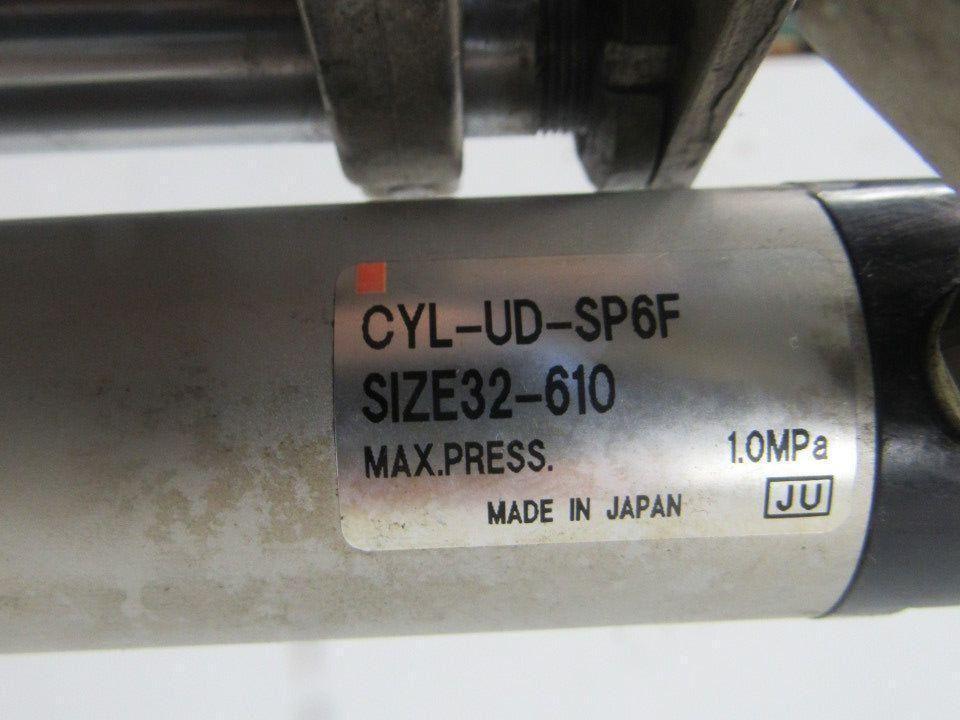 CYL-UD-SP6F
SIZE32-610
MAX.PRESS. 1.0MPa
MADE IN JAPAN JU